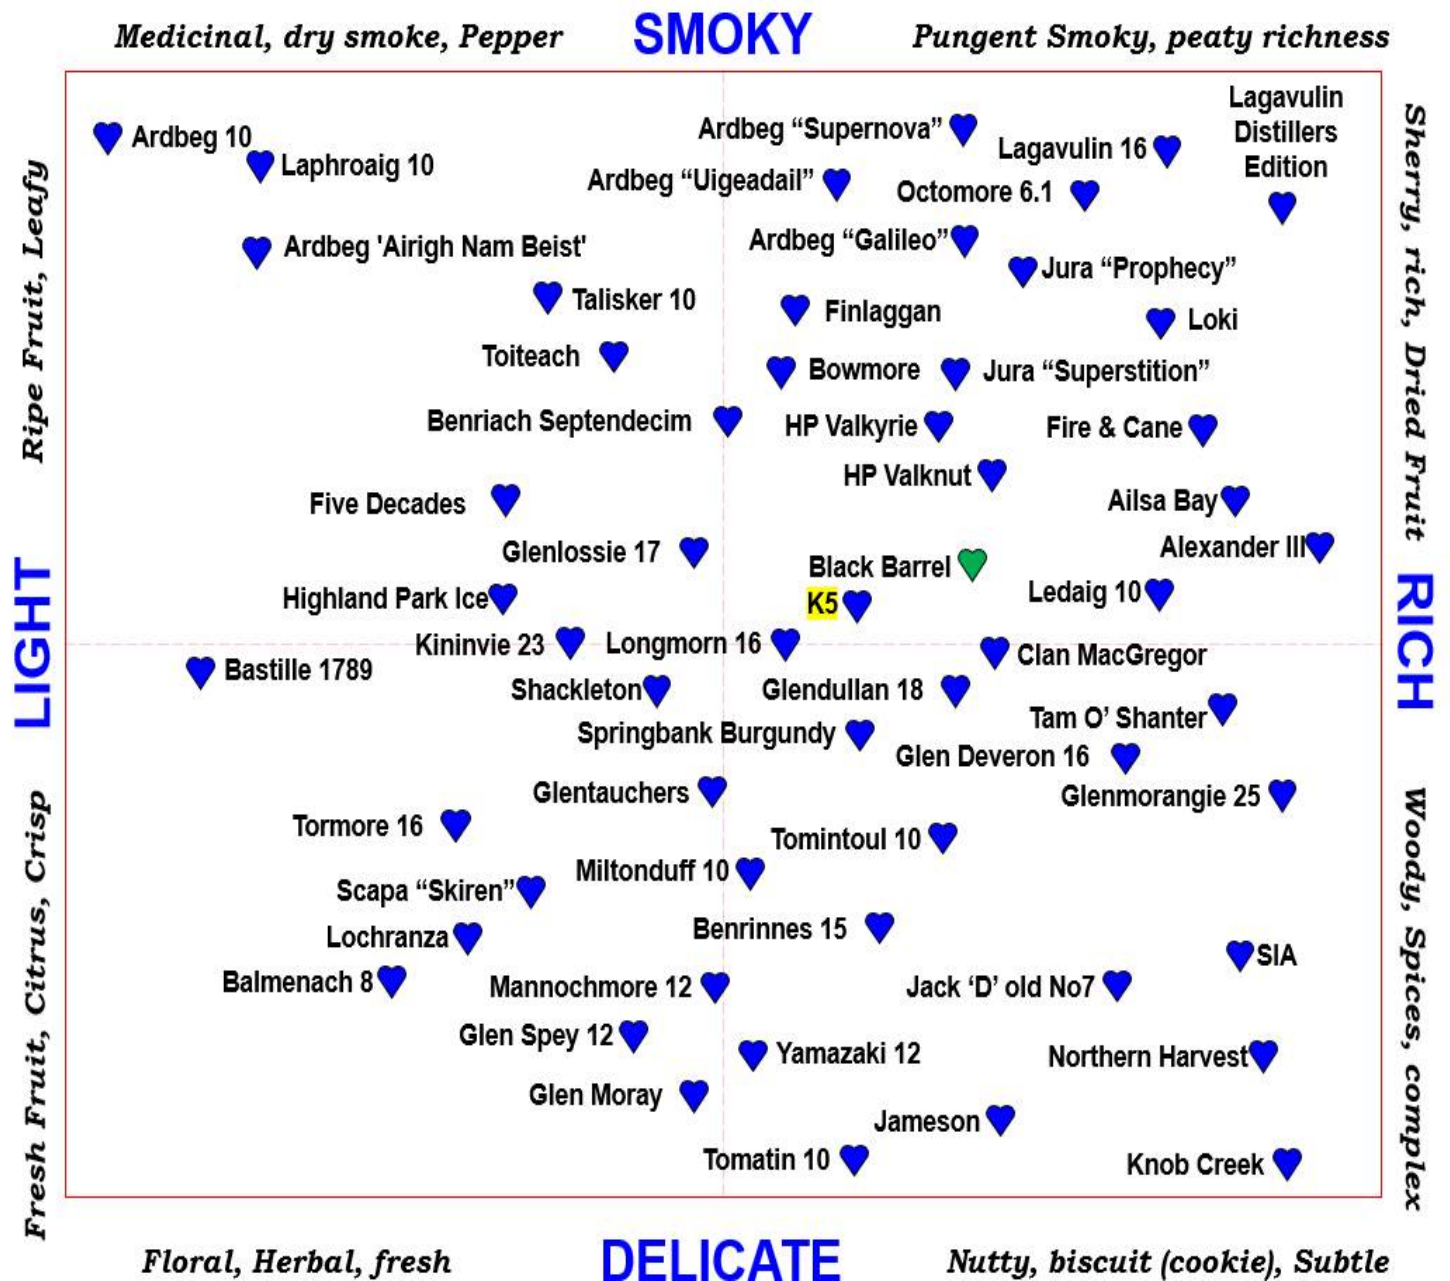 SMOKY
Medicinal, dry smoke, Pepper
Pungent Smoky, peaty richness
Lagavulin
Distillers
Edition
Ardbeg “Supernova”
Ardbeg 10
Lagavulin 16
Laphroaig 10
Ardbeg “Uigeadail”
Octomore 6.1
Ardbeg “Galileo”
Ardbeg 'Airigh Nam Beist'
Jura “Prophecy”
Talisker 10
Finlaggan
Loki
Toiteach
Bowmore
Jura “Superstition”
Benriach Septendecim
HP Valkyrie
Fire & Cane
HP Valknut
Five Decades
Ailsa Bay
Glenlossie 17
Alexander III
Black Barrel
Ledaig 10
Highland Park Ice
K5
Kininvie 23
Longmorn 16
Clan MacGregor
Bastille 1789
Shackleton
Glendullan 18
Tam O’ Shanter
Springbank Burgundy
Glen Deveron 16
Glentauchers
Glenmorangie 25
Tormore 16
Tomintoul 10
Miltonduff 10
Scapa “Skiren”
Benrinnes 15
Lochranza
SIA
Balmenach 8
Mannochmore 12
Jack ‘D’ old No7
Glen Spey 12
Yamazaki 12
Northern Harvest
Glen Moray
Jameson
Tomatin 10
Knob Creek
Ripe Fruit, Leafy
LIGHT
Fresh Fruit, Citrus, Crisp
Sherry, rich, Dried Fruit
RICH
Woody, Spices, complex
Floral, Herbal, fresh
DELICATE
Nutty, biscuit (cookie), Subtle